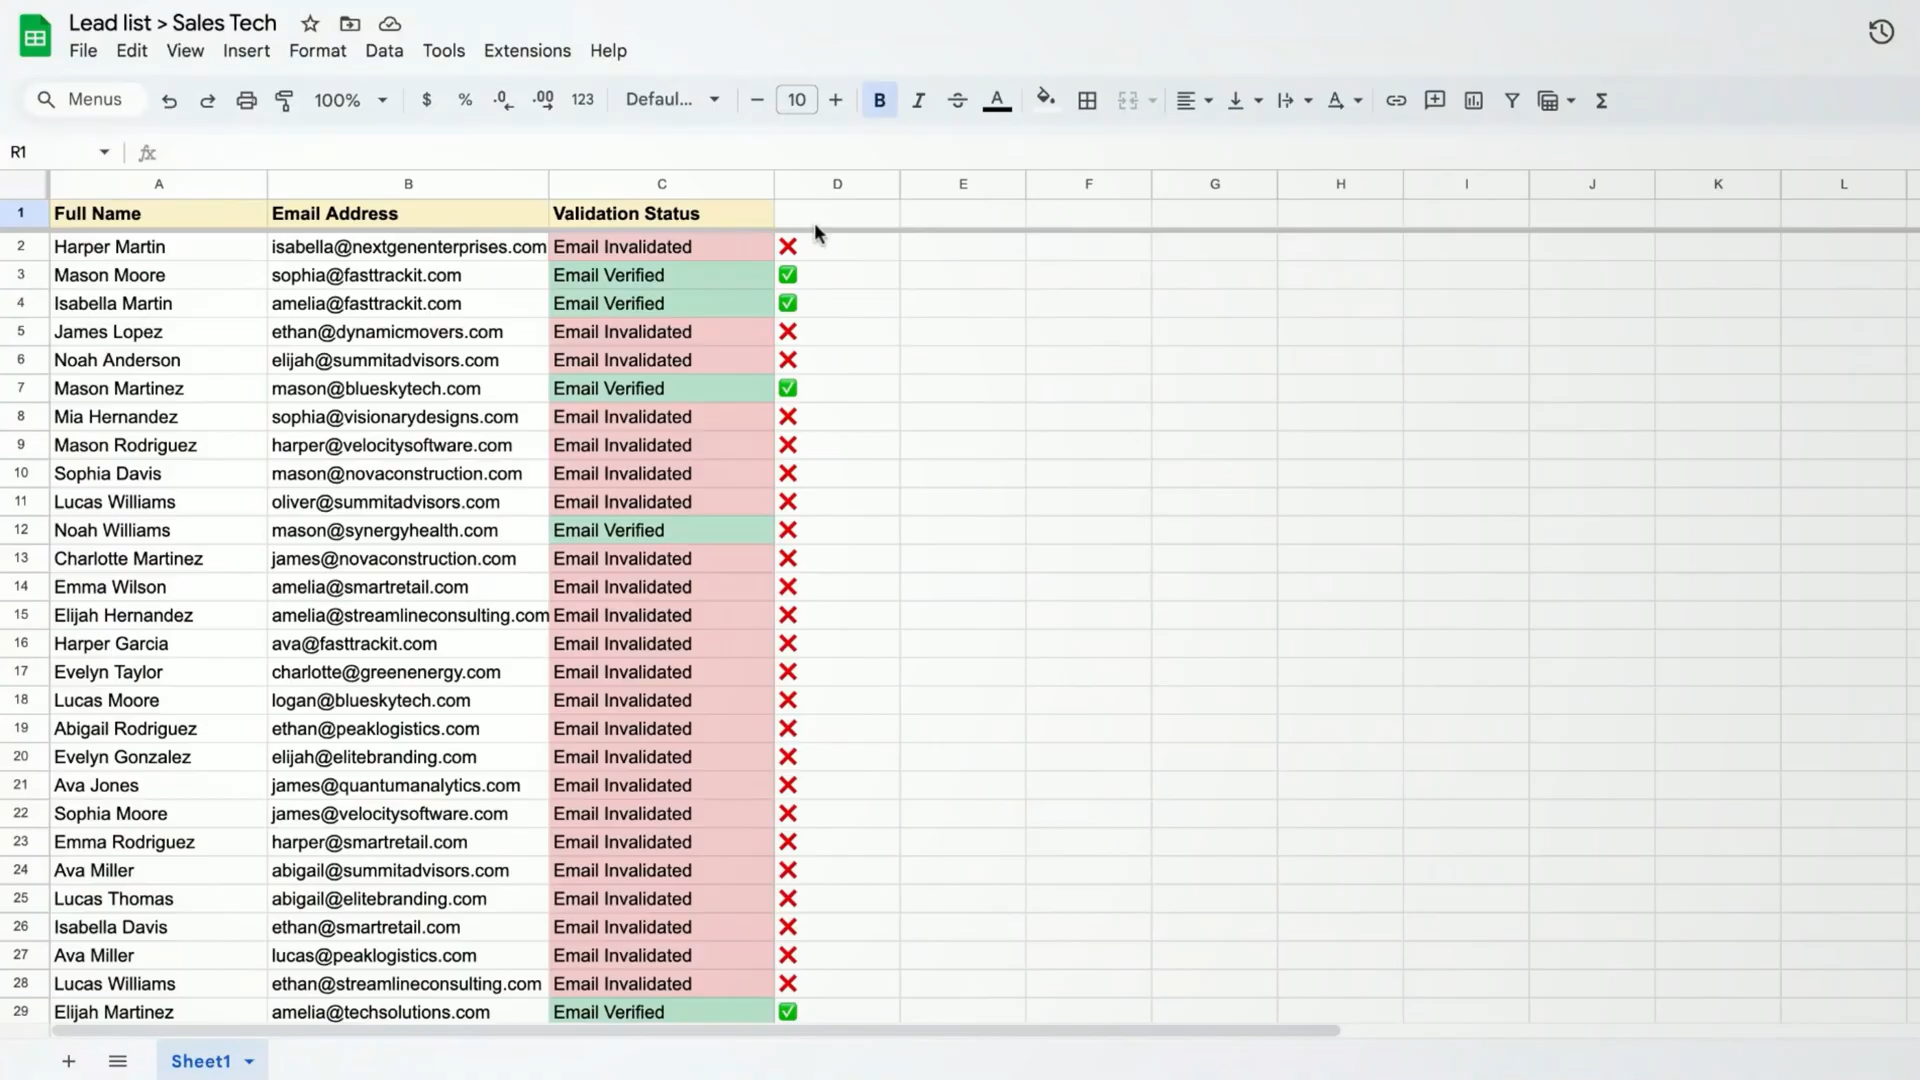 Lead list > Sales Tech
File Edit View Insert Format Data Tools Extensions Help
Menus 100% $ % .0 .00 123 Defaul... − 10 + B I S A A Σ
R1 fx
A B C D E F G H I J K L
1 Full Name Email Address Validation Status
2 Harper Martin isabella@nextgenenterprises.com Email Invalidated ❌
3 Mason Moore sophia@fasttrackit.com Email Verified ✅
4 Isabella Martin amelia@fasttrackit.com Email Verified ✅
5 James Lopez ethan@dynamicmovers.com Email Invalidated ❌
6 Noah Anderson elijah@summitadvisors.com Email Invalidated ❌
7 Mason Martinez mason@blueskytech.com Email Verified ✅
8 Mia Hernandez sophia@visionarydesigns.com Email Invalidated ❌
9 Mason Rodriguez harper@velocitysoftware.com Email Invalidated ❌
10 Sophia Davis mason@novaconstruction.com Email Invalidated ❌
11 Lucas Williams oliver@summitadvisors.com Email Invalidated ❌
12 Noah Williams mason@synergyhealth.com Email Verified ❌
13 Charlotte Martinez james@novaconstruction.com Email Invalidated ❌
14 Emma Wilson amelia@smartretail.com Email Invalidated ❌
15 Elijah Hernandez amelia@streamlineconsulting.com Email Invalidated ❌
16 Harper Garcia ava@fasttrackit.com Email Invalidated ❌
17 Evelyn Taylor charlotte@greenenergy.com Email Invalidated ❌
18 Lucas Moore logan@blueskytech.com Email Invalidated ❌
19 Abigail Rodriguez ethan@peaklogistics.com Email Invalidated ❌
20 Evelyn Gonzalez elijah@elitebranding.com Email Invalidated ❌
21 Ava Jones james@quantumanalytics.com Email Invalidated ❌
22 Sophia Moore james@velocitysoftware.com Email Invalidated ❌
23 Emma Rodriguez harper@smartretail.com Email Invalidated ❌
24 Ava Miller abigail@summitadvisors.com Email Invalidated ❌
25 Lucas Thomas abigail@elitebranding.com Email Invalidated ❌
26 Isabella Davis ethan@smartretail.com Email Invalidated ❌
27 Ava Miller lucas@peaklogistics.com Email Invalidated ❌
28 Lucas Williams ethan@streamlineconsulting.com Email Invalidated ❌
29 Elijah Martinez amelia@techsolutions.com Email Verified ✅
+ Sheet1